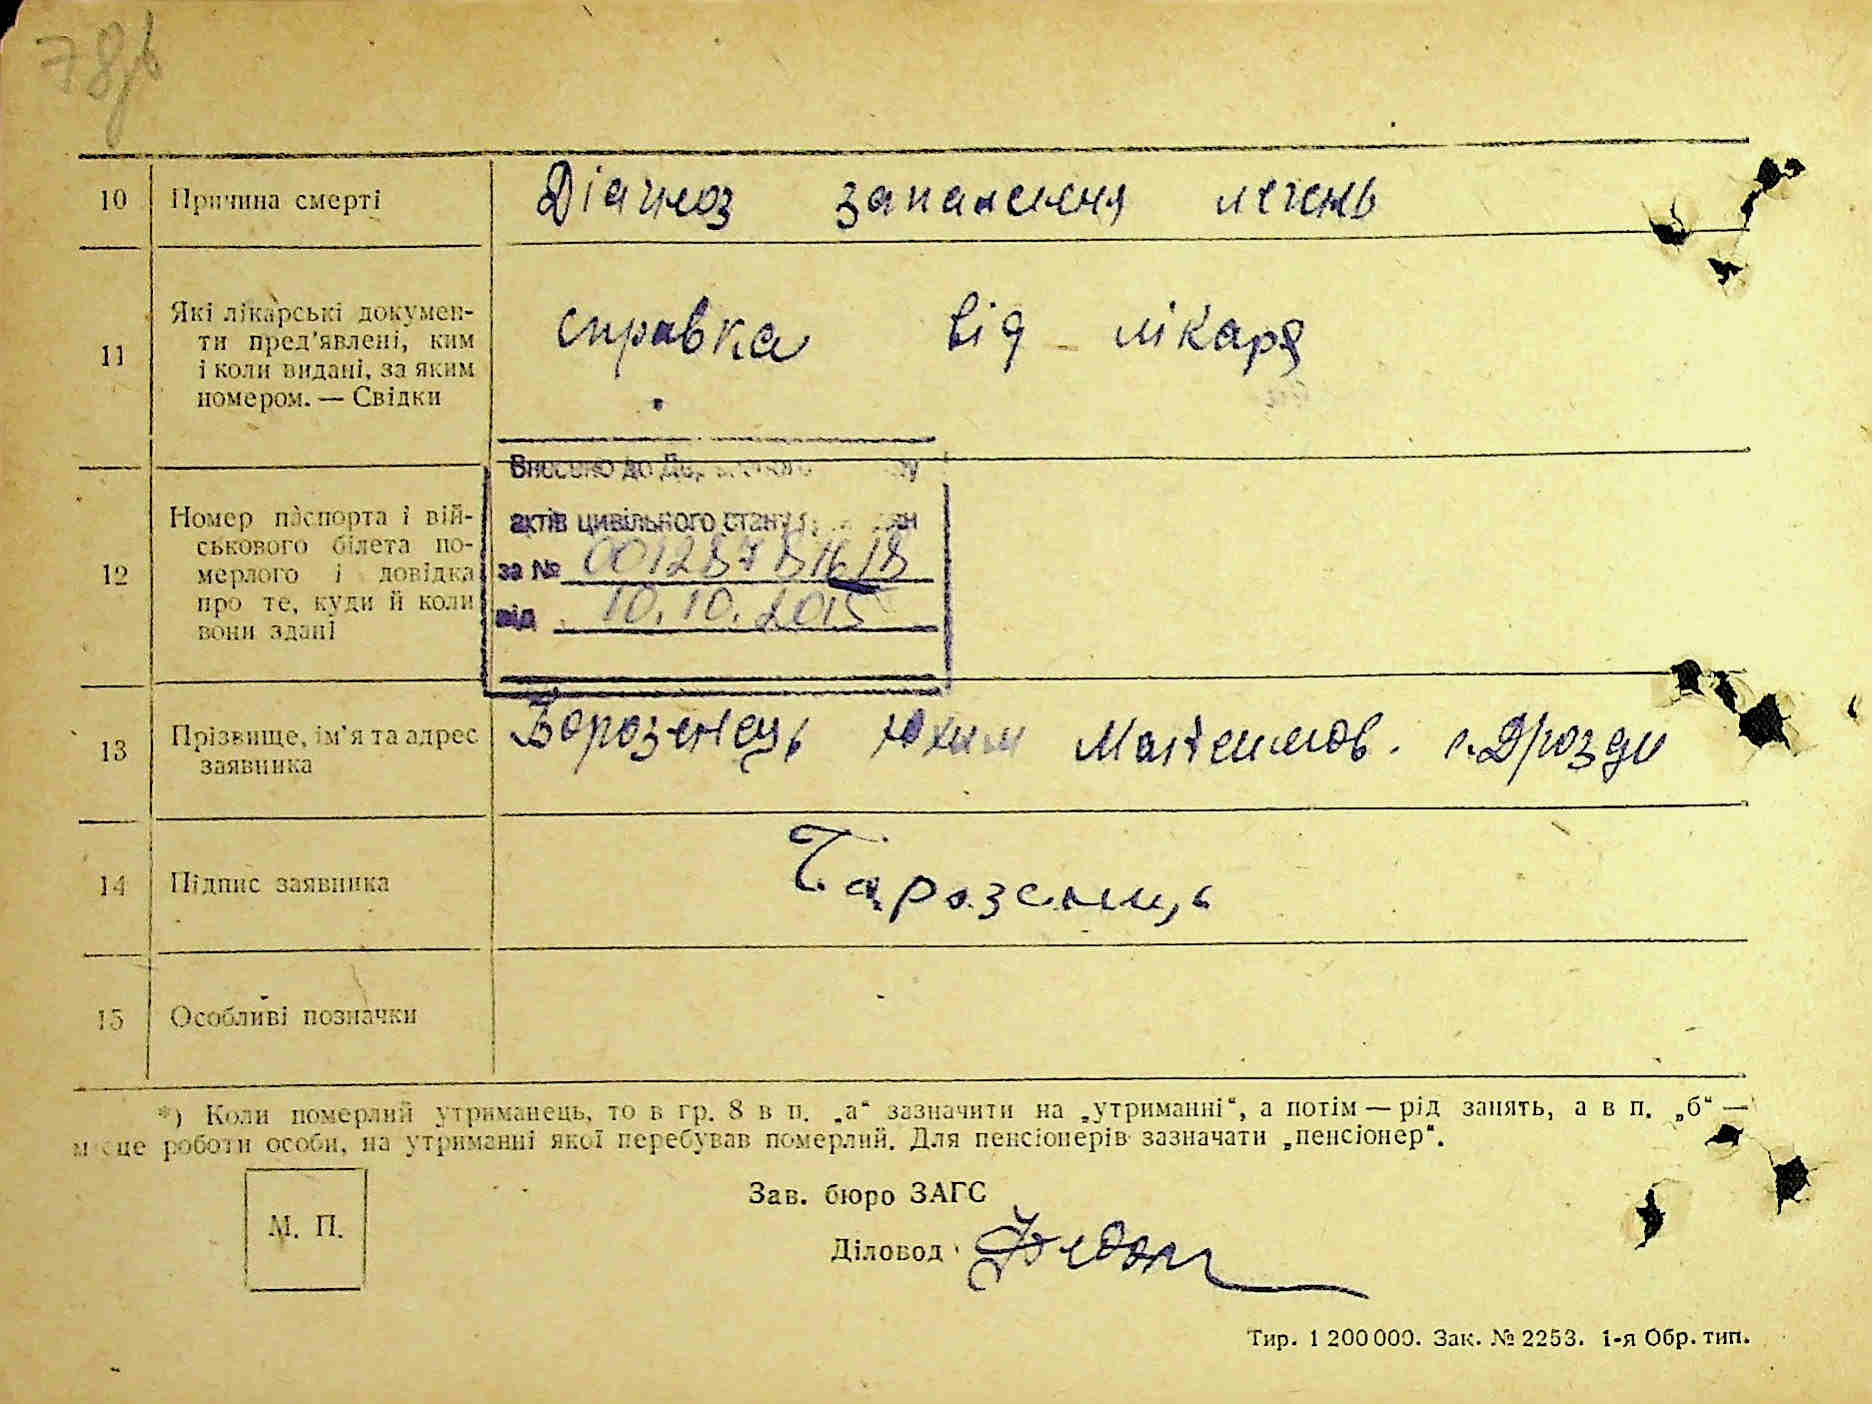 10 Причина смерті Діагноз запалення легень
Які лікарські докумен-
11 ти пред'явлені, ким справка від лікаря
і коли видані, за яким
номером. — Свідки
Внесено до
актів цивільного стану
за №
від 10.10.2015
Номер паспорта і вій-
ськового білета по-
12 мерлого і довідка
про те, куди й коли
вони здані
13 Прізвище, ім'я та адрес Борозенець Юхим с. Дрозди
заявника
14 Підпис заявника
15 Особливі позначки
*) Коли померлий утриманець, то в гр. 8 в п. „а“ зазначити на „утриманні“, а потім — рід занять, а в п. „б“ —
місце роботи особи, на утриманні якої перебував померлий. Для пенсіонерів зазначати „пенсіонер“.
М. П.
Зав. бюро ЗАГС
Діловод
Тир. 1 200 000. Зак. № 2253. 1-я Обр. тип.